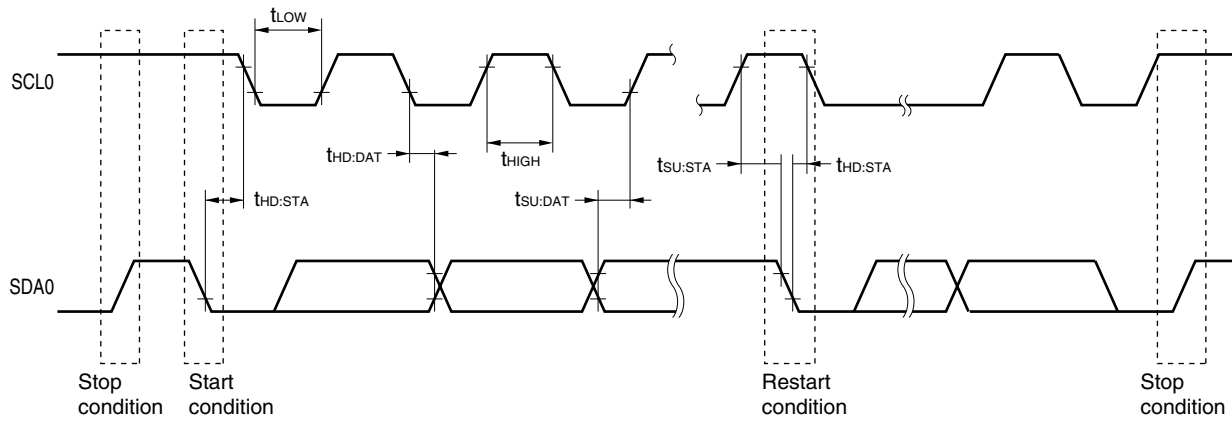 tLOW
SCL0
tHD:DAT
tHIGH
tSU:STA
tHD:STA
tHD:STA
tSU:DAT
SDA0
Stop
condition
Start
condition
Restart
condition
Stop
condition